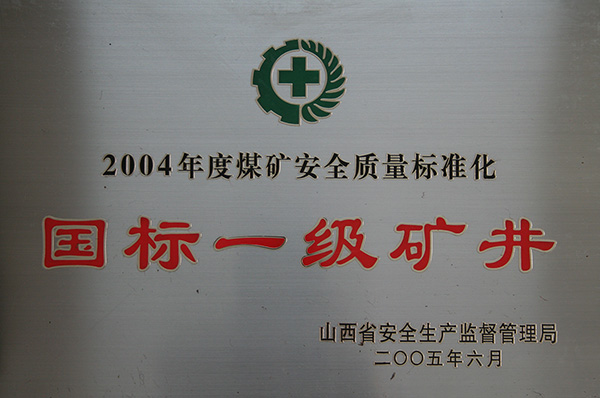 2004年度煤矿安全质量标准化
国标一级矿井
山西省安全生产监督管理局
二〇〇五年六月